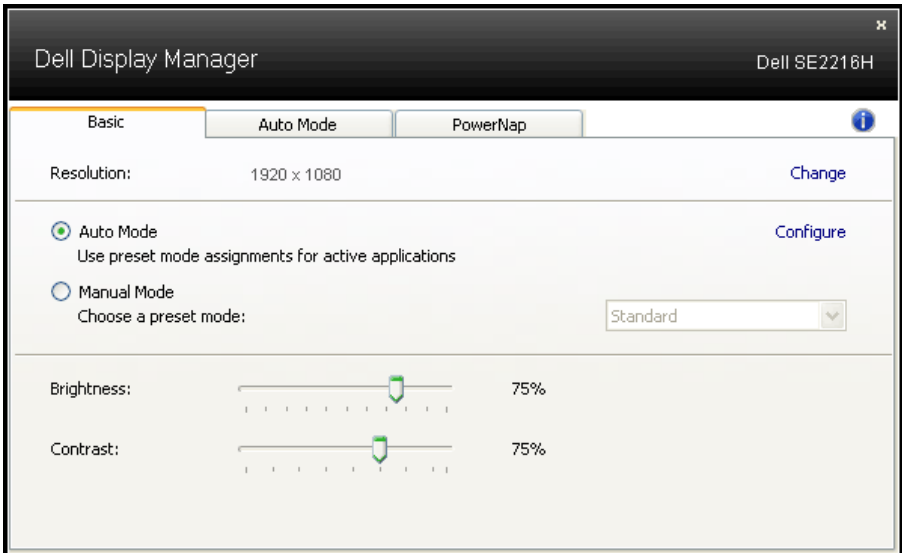 x
Dell Display Manager
Dell SE2216H
Basic
Auto Mode
PowerNap
i
Resolution:
1920 x 1080
Change
Auto Mode
Configure
Use preset mode assignments for active applications
Manual Mode
Choose a preset mode:
Standard
Brightness:
75%
Contrast:
75%